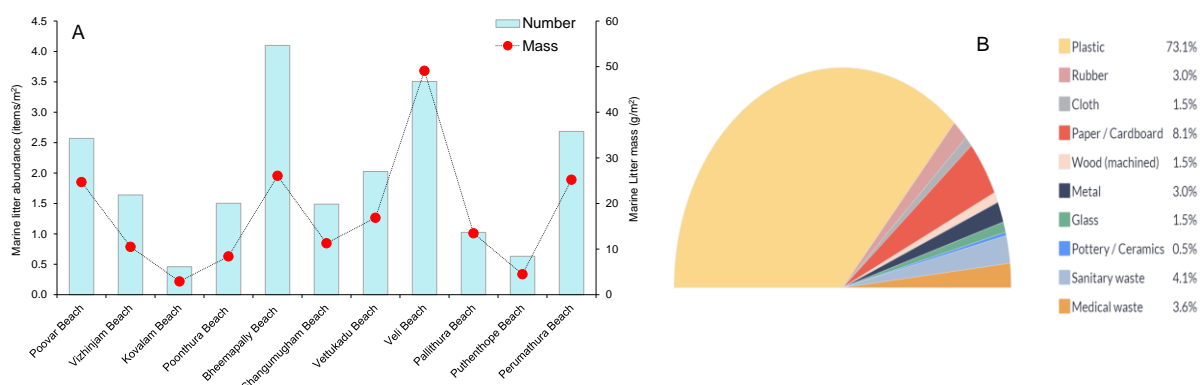 A
Number
Mass
4.5
4.0
3.5
3.0
2.5
2.0
1.5
1.0
0.5
0.0
Marine litter abundance (items/m²)
60
50
40
30
20
10
0
Marine Litter mass (g/m²)
Poovar Beach
Vizhinjam Beach
Kovalam Beach
Poonthura Beach
Bheemapally Beach
Shangumugham Beach
Vettukadu Beach
Veli Beach
Pallithura Beach
Puthenthope Beach
Perumathura Beach
B
Plastic 73.1%
Rubber 3.0%
Cloth 1.5%
Paper / Cardboard 8.1%
Wood (machined) 1.5%
Metal 3.0%
Glass 1.5%
Pottery / Ceramics 0.5%
Sanitary waste 4.1%
Medical waste 3.6%